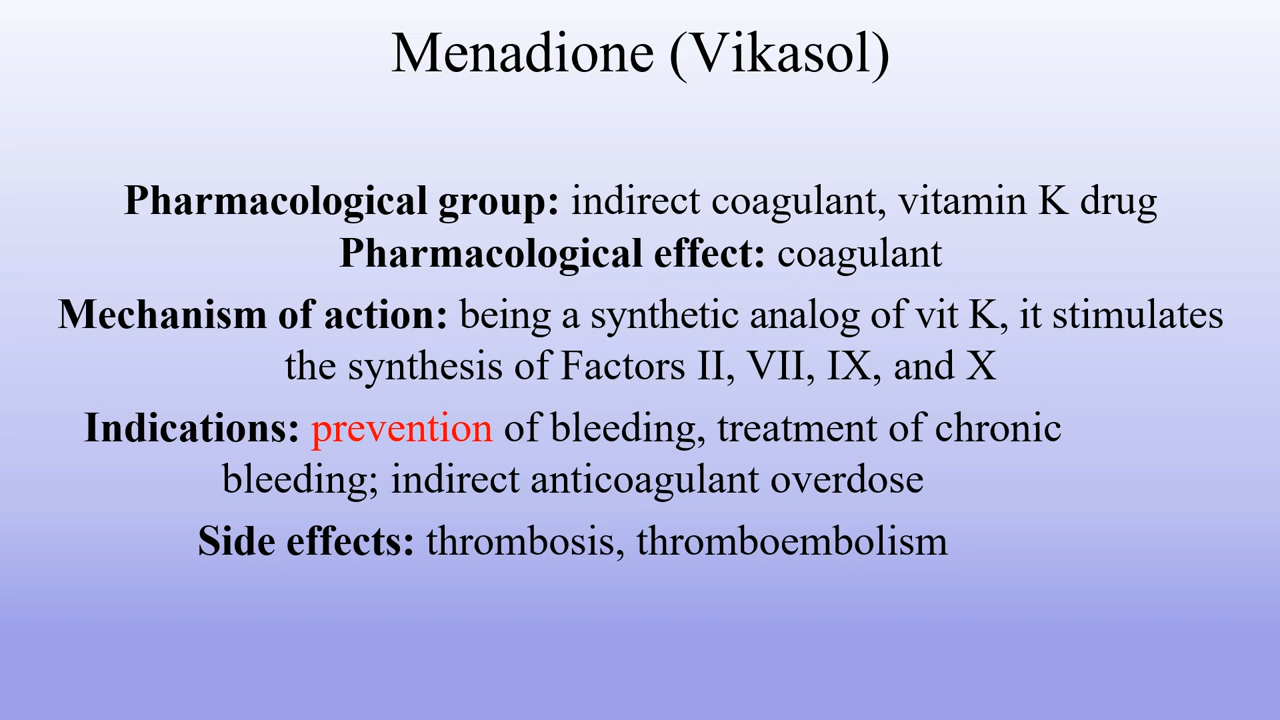 Menadione (Vikasol)
Pharmacological group: indirect coagulant, vitamin K drug
Pharmacological effect: coagulant
Mechanism of action: being a synthetic analog of vit K, it stimulates
the synthesis of Factors II, VII, IX, and X
Indications: prevention of bleeding, treatment of chronic
bleeding; indirect anticoagulant overdose
Side effects: thrombosis, thromboembolism